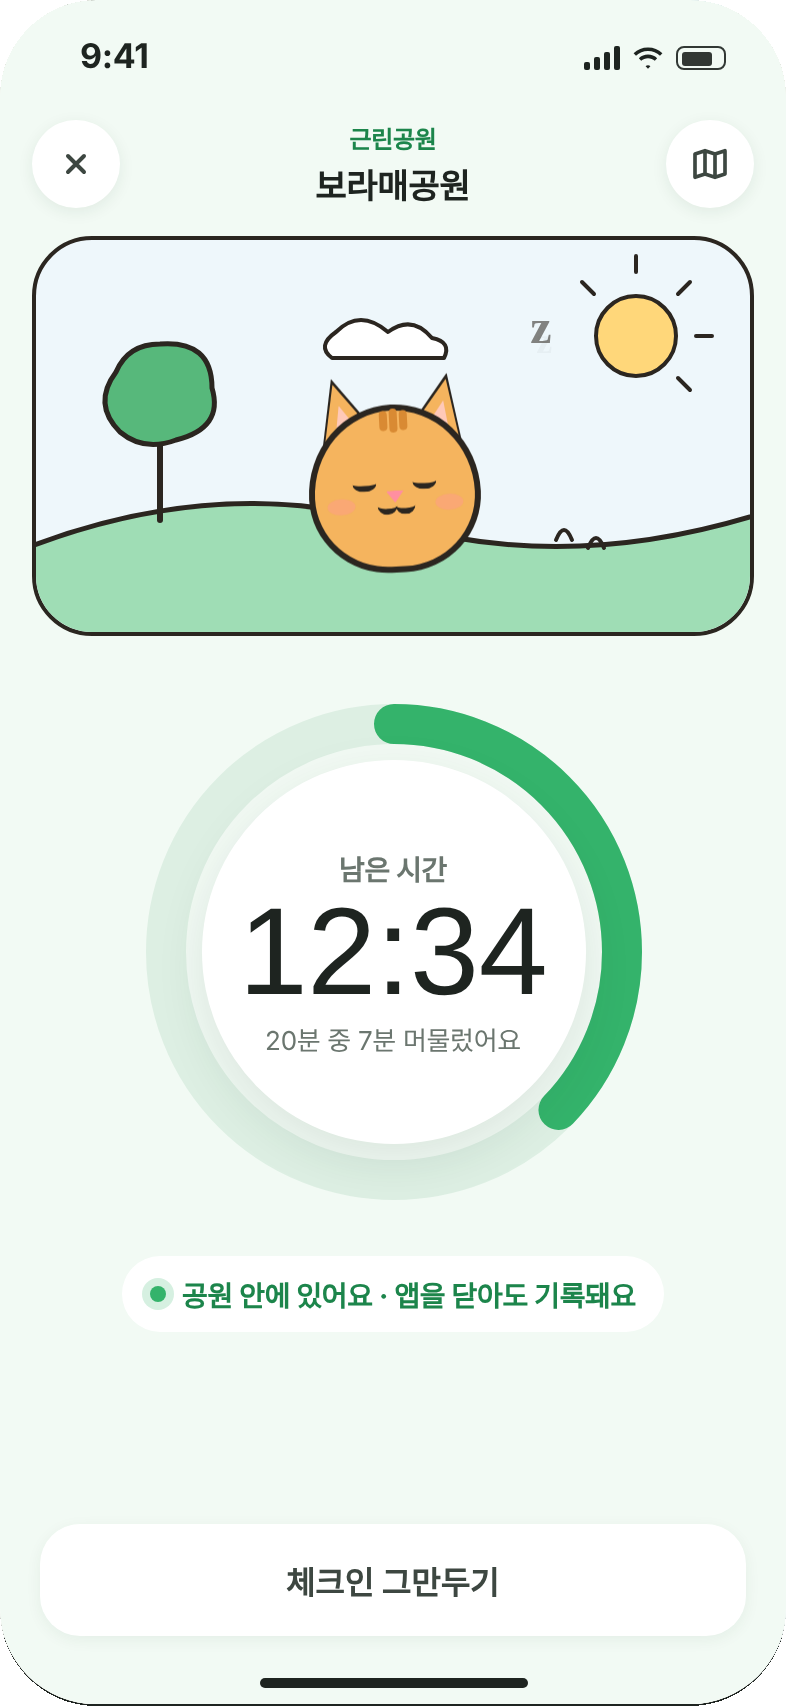 9:41
근린공원
보라매공원
z
남은 시간
12:34
20분 중 7분 머물렀어요
공원 안에 있어요 · 앱을 닫아도 기록돼요
체크인 그만두기